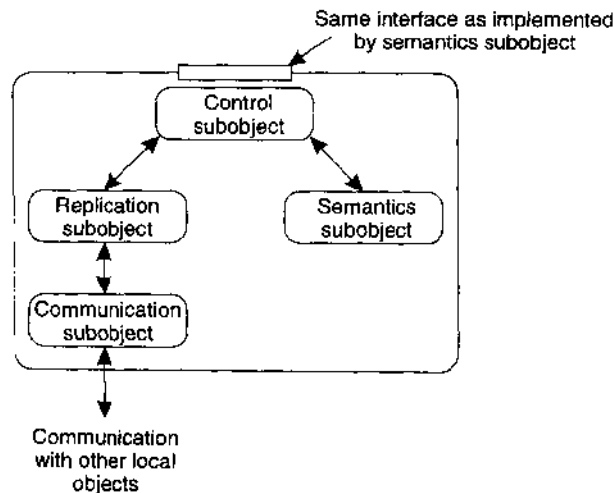 Same interface as implemented
by semantics subobject
Control
subobject
Replication
subobject
Semantics
subobject
Communication
subobject
Communication
with other local
objects